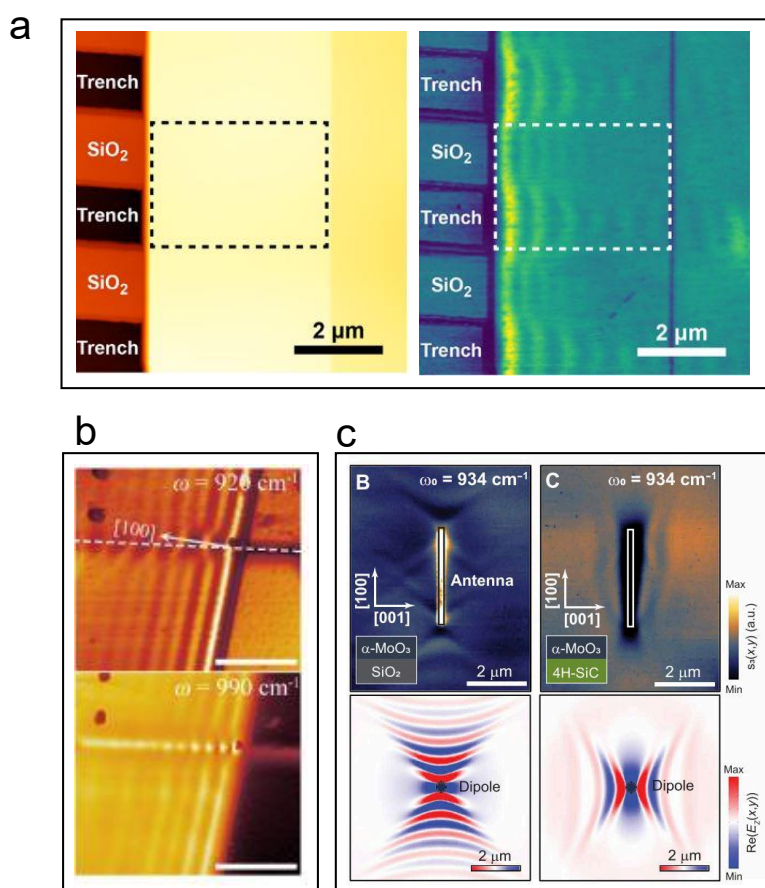 a
Trench
SiO₂
Trench
SiO₂
Trench
2 µm
Trench
SiO₂
Trench
SiO₂
Trench
2 µm
b
ω = 920 cm⁻¹
[100]
ω = 990 cm⁻¹
c
B
ω₀ = 934 cm⁻¹
Antenna
[100]
[001]
α-MoO₃
SiO₂
2 µm
C
ω₀ = 934 cm⁻¹
[100]
[001]
α-MoO₃
4H-SiC
2 µm
Max
s₃(x,y) (a.u.)
Min
Dipole
2 µm
Dipole
2 µm
Max
Re(E_z(x,y))
Min